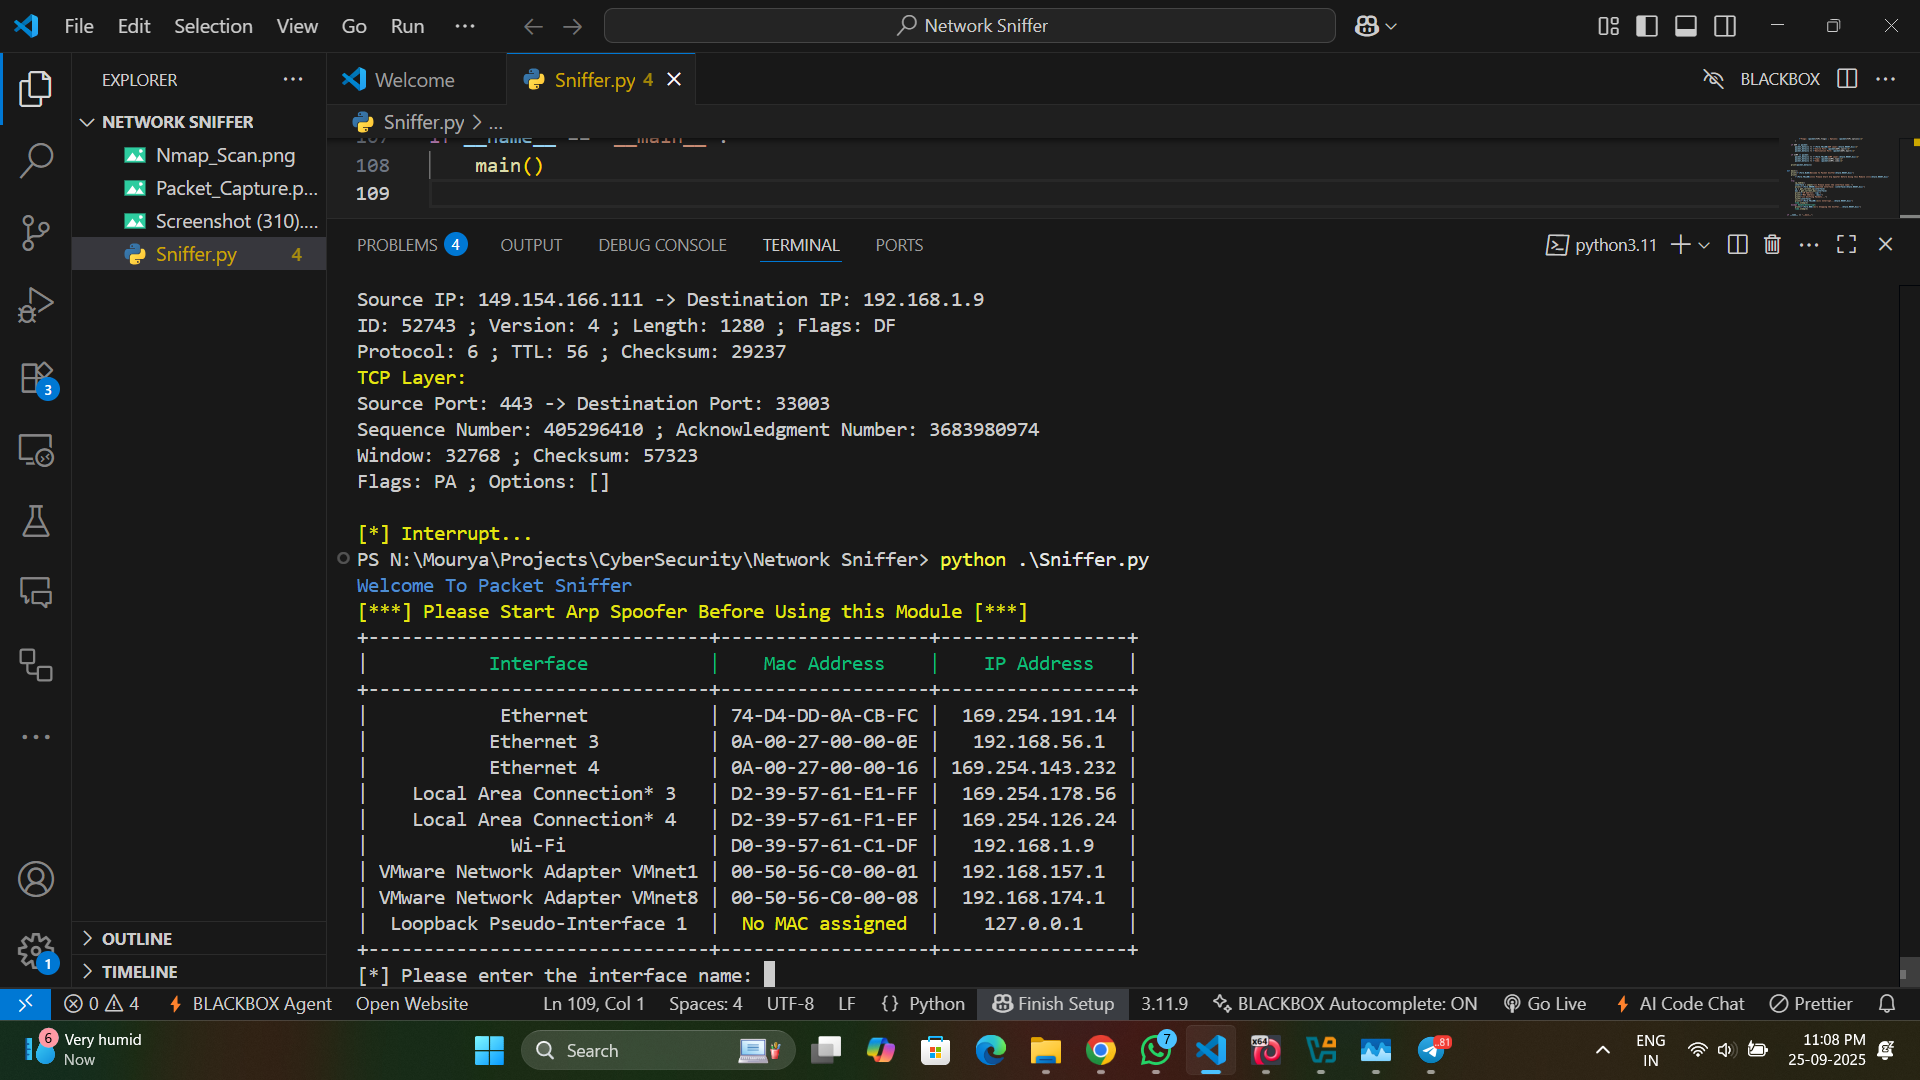 File Edit Selection View Go Run ···
Network Sniffer
EXPLORER ···
NETWORK SNIFFER
Nmap_Scan.png
Packet_Capture.p...
Screenshot (310)....
Sniffer.py 4
OUTLINE
TIMELINE
3
1
Welcome
Sniffer.py 4
BLACKBOX
Sniffer.py > ...
107 if __name__ == "__main__":
108 main()
109
PROBLEMS 4 OUTPUT DEBUG CONSOLE TERMINAL PORTS
python3.11
Source IP: 149.154.166.111 -> Destination IP: 192.168.1.9
ID: 52743 ; Version: 4 ; Length: 1280 ; Flags: DF
Protocol: 6 ; TTL: 56 ; Checksum: 29237
TCP Layer:
Source Port: 443 -> Destination Port: 33003
Sequence Number: 405296410 ; Acknowledgment Number: 3683980974
Window: 32768 ; Checksum: 57323
Flags: PA ; Options: []
[*] Interrupt...
PS N:\Mourya\Projects\CyberSecurity\Network Sniffer> python .\Sniffer.py
Welcome To Packet Sniffer
[***] Please Start Arp Spoofer Before Using this Module [***]
+-------------------------------+-------------------+-----------------+
| Interface | Mac Address | IP Address |
+-------------------------------+-------------------+-----------------+
| Ethernet | 74-D4-DD-0A-CB-FC | 169.254.191.14 |
| Ethernet 3 | 0A-00-27-00-00-0E | 192.168.56.1 |
| Ethernet 4 | 0A-00-27-00-00-16 | 169.254.143.232 |
| Local Area Connection* 3 | D2-39-57-61-E1-FF | 169.254.178.56 |
| Local Area Connection* 4 | D2-39-57-61-F1-EF | 169.254.126.24 |
| Wi-Fi | D0-39-57-61-C1-DF | 192.168.1.9 |
| VMware Network Adapter VMnet1 | 00-50-56-C0-00-01 | 192.168.157.1 |
| VMware Network Adapter VMnet8 | 00-50-56-C0-00-08 | 192.168.174.1 |
| Loopback Pseudo-Interface 1 | No MAC assigned | 127.0.0.1 |
+-------------------------------+-------------------+-----------------+
[*] Please enter the interface name:
0 4 BLACKBOX Agent Open Website Ln 109, Col 1 Spaces: 4 UTF-8 LF {} Python Finish Setup 3.11.9 BLACKBOX Autocomplete: ON Go Live AI Code Chat Prettier
6 Very humid
Now
Search
x64
7
81
ENG
IN
11:08 PM
25-09-2025